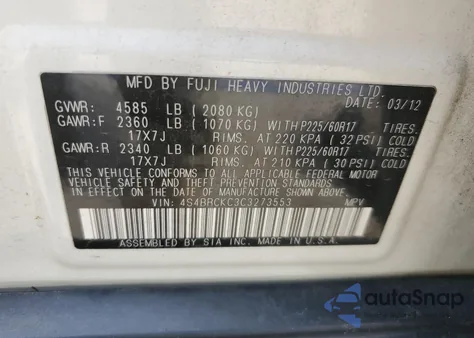 MFD BY FUJI HEAVY INDUSTRIES LTD.
DATE: 03/12
GVWR: 4585 LB (2080 KG)
GAWR:F 2360 LB (1070 KG) WITH P225/60R17 TIRES.
17X7J RIMS. AT 220 KPA ( 32 PSI) COLD
GAWR:R 2340 LB (1060 KG) WITH P225/60R17 TIRES.
17X7J RIMS. AT 210 KPA ( 30 PSI) COLD
THIS VEHICLE CONFORMS TO ALL APPLICABLE FEDERAL MOTOR
VEHICLE SAFETY AND THEFT PREVENTION STANDARDS
IN EFFECT ON THE DATE OF MANUFACTURE SHOWN ABOVE.
VIN: 4S4BRCKC3C3273553 MPV
ASSEMBLED BY SIA INC. MADE IN U.S.A.
autoSnap